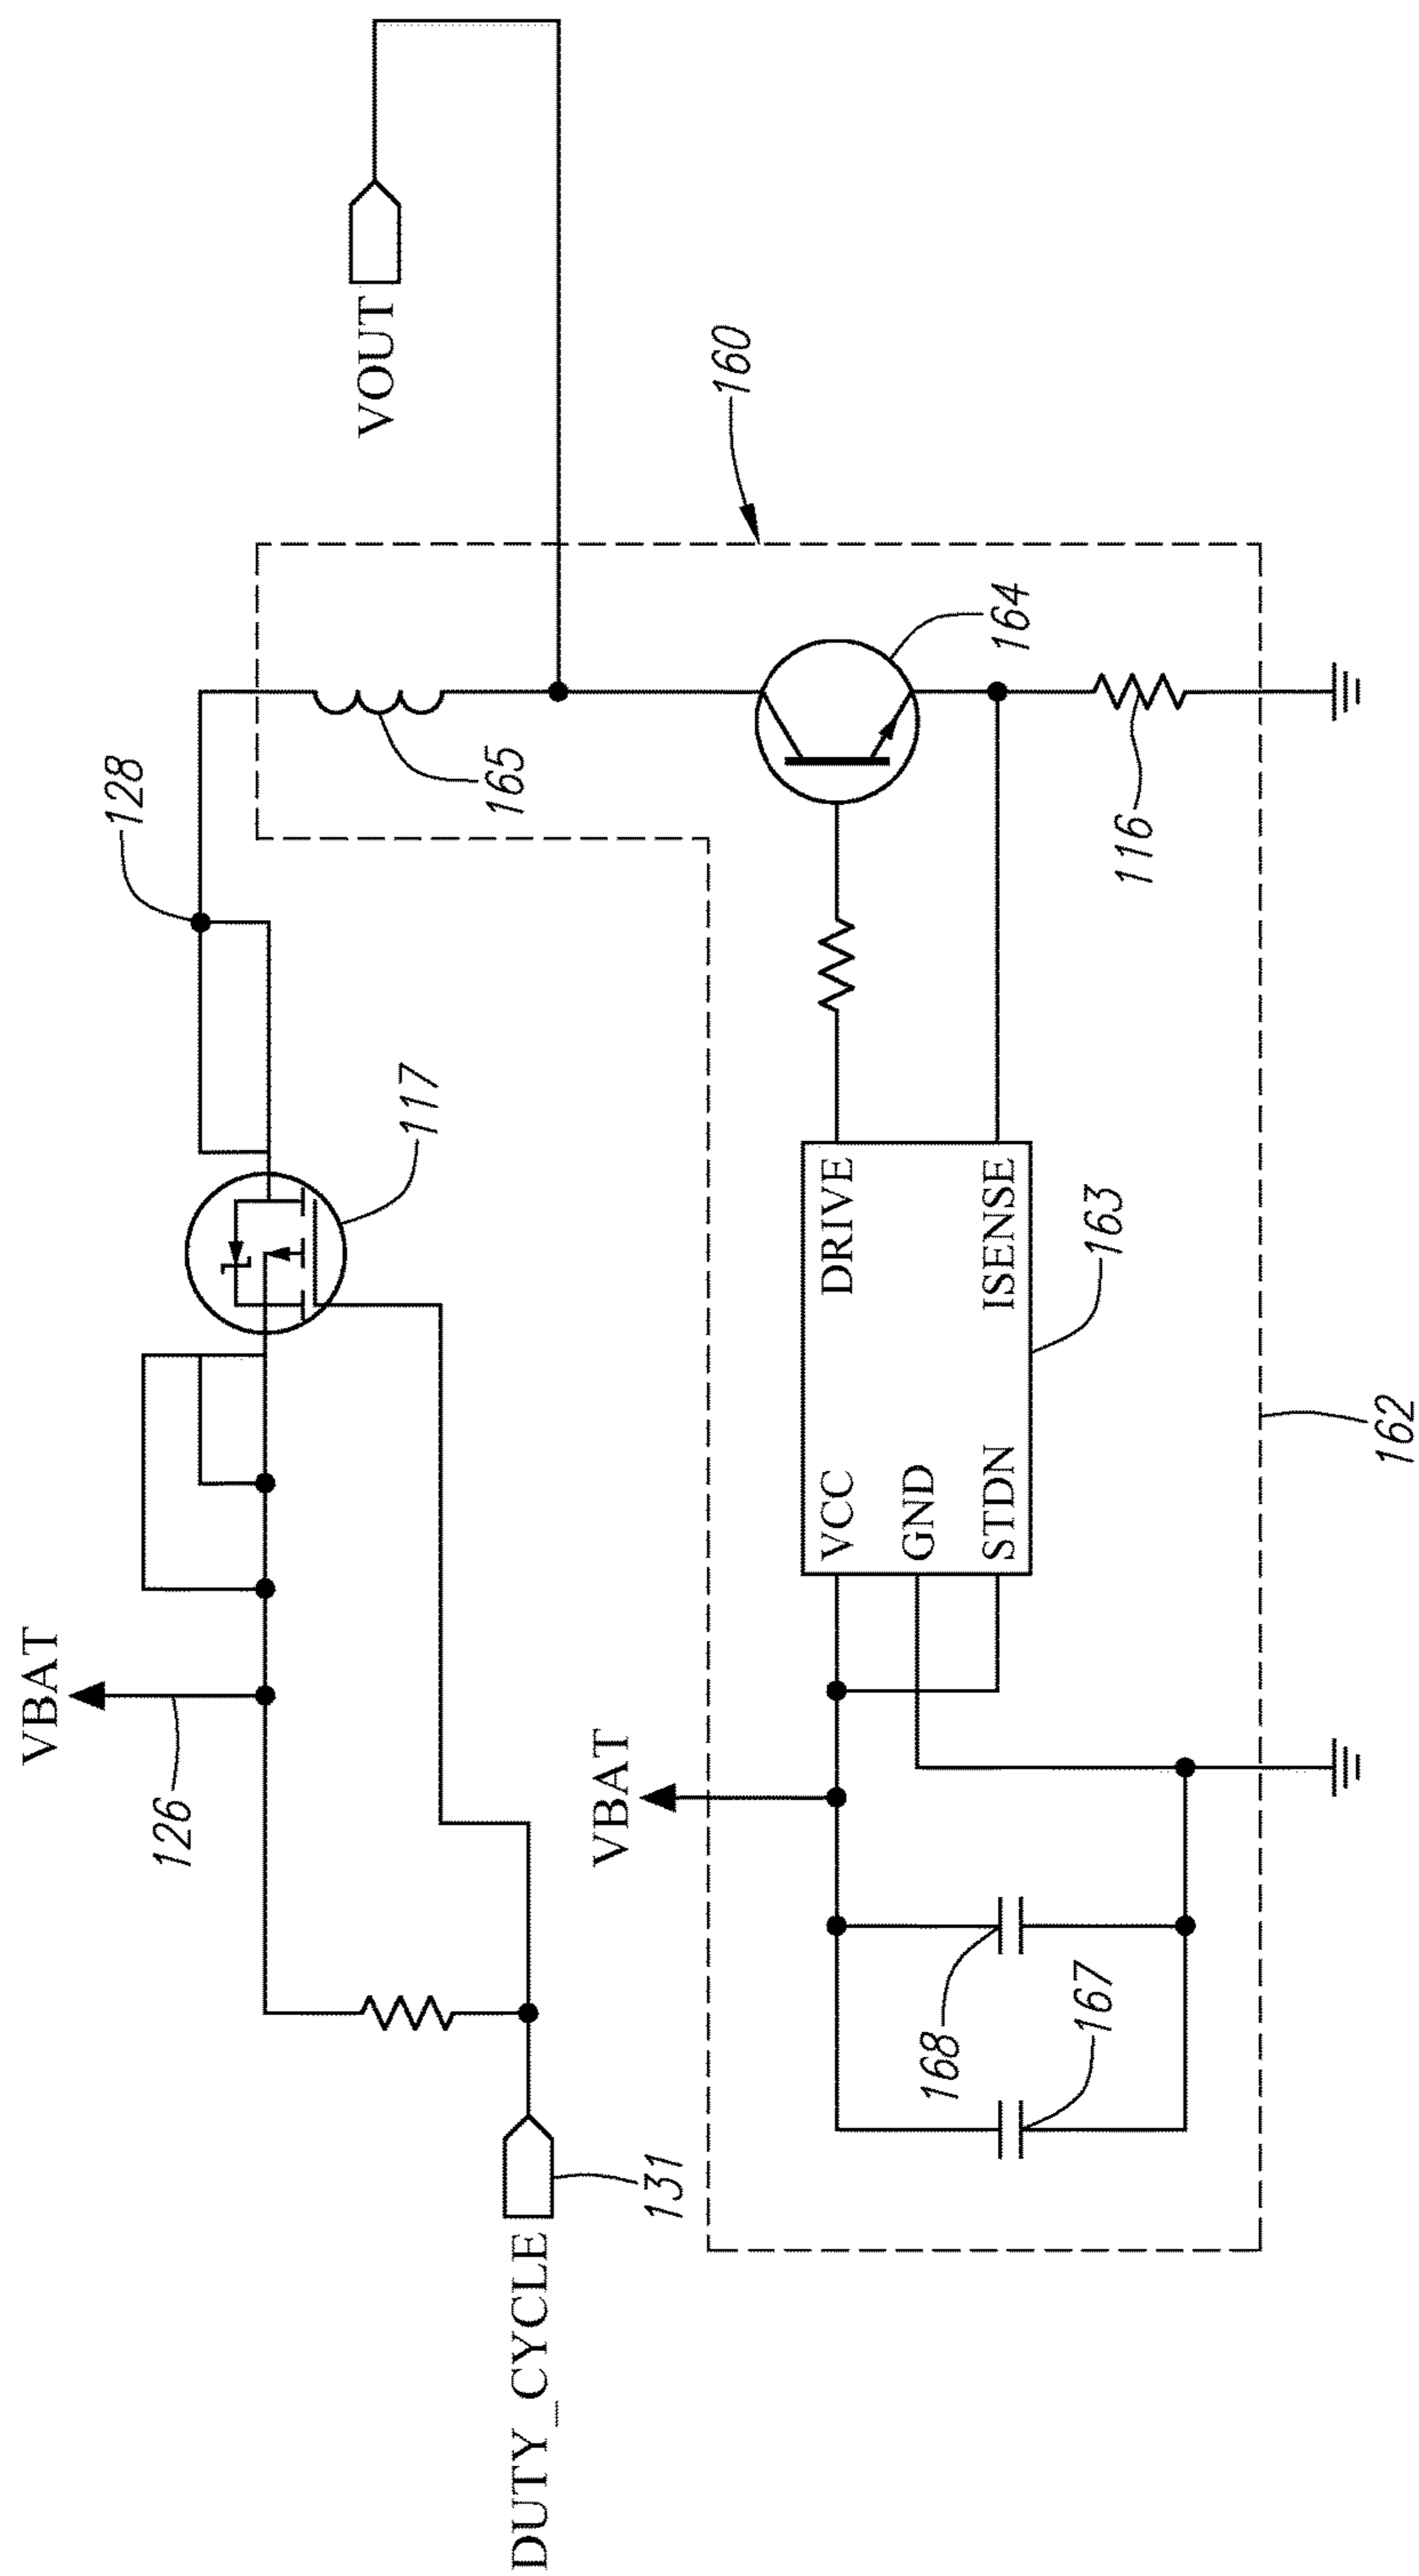 VBAT
126
128
117
VOUT
DUTY_CYCLE
131
165
160
VBAT
164
VCC
DRIVE
GND
STDN
ISENSE
168
167
163
116
162